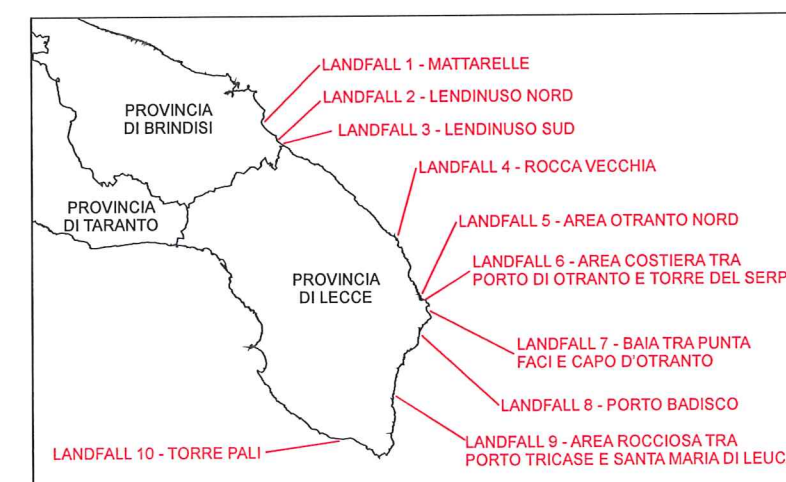 LANDFALL 1 - MATTARELLE
LANDFALL 2 - LENDINUSO NORD
PROVINCIA
DI BRINDISI
LANDFALL 3 - LENDINUSO SUD
LANDFALL 4 - ROCCA VECCHIA
PROVINCIA
DI TARANTO
LANDFALL 5 - AREA OTRANTO NORD
LANDFALL 6 - AREA COSTIERA TRA
PORTO DI OTRANTO E TORRE DEL SERP
PROVINCIA
DI LECCE
LANDFALL 7 - BAIA TRA PUNTA
FACI E CAPO D'OTRANTO
LANDFALL 8 - PORTO BADISCO
LANDFALL 9 - AREA ROCCIOSA TRA
PORTO TRICASE E SANTA MARIA DI LEUC
LANDFALL 10 - TORRE PALI